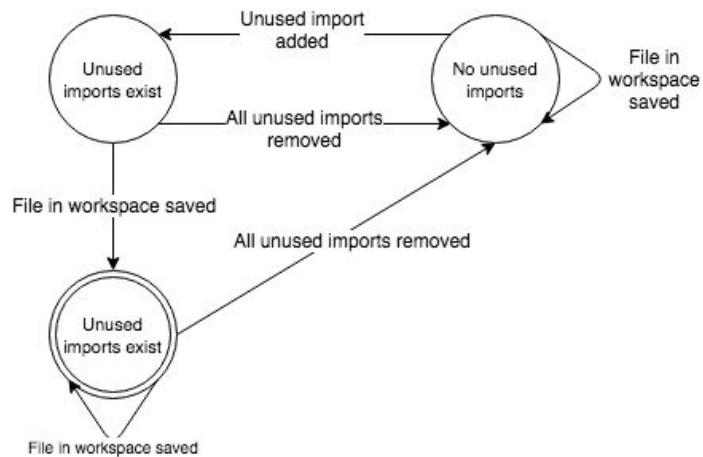 Unused import
added
Unused
imports exist
No unused
imports
File in
workspace
saved
All unused imports
removed
File in workspace saved
All unused imports removed
Unused
imports exist
File in workspace saved